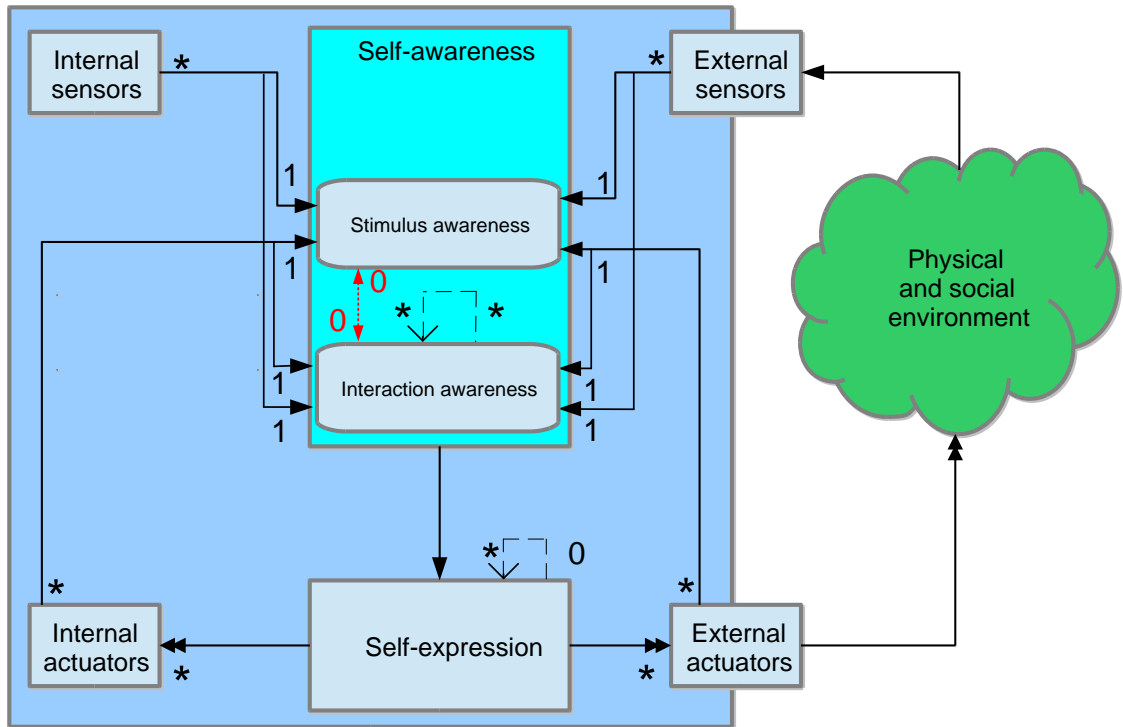 Self-awareness
Internal
sensors
*
*
External
sensors
1
1
Stimulus awareness
1
1
0
0
*
*
Physical
and social
environment
Interaction awareness
1
1
1
1
*
0
*
*
Internal
actuators
*
Self-expression
*
External
actuators